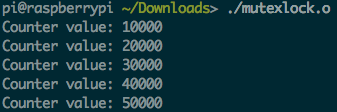 pi@raspberrypi ~/Downloads> ./mutexlock.o
Counter value: 10000
Counter value: 20000
Counter value: 30000
Counter value: 40000
Counter value: 50000